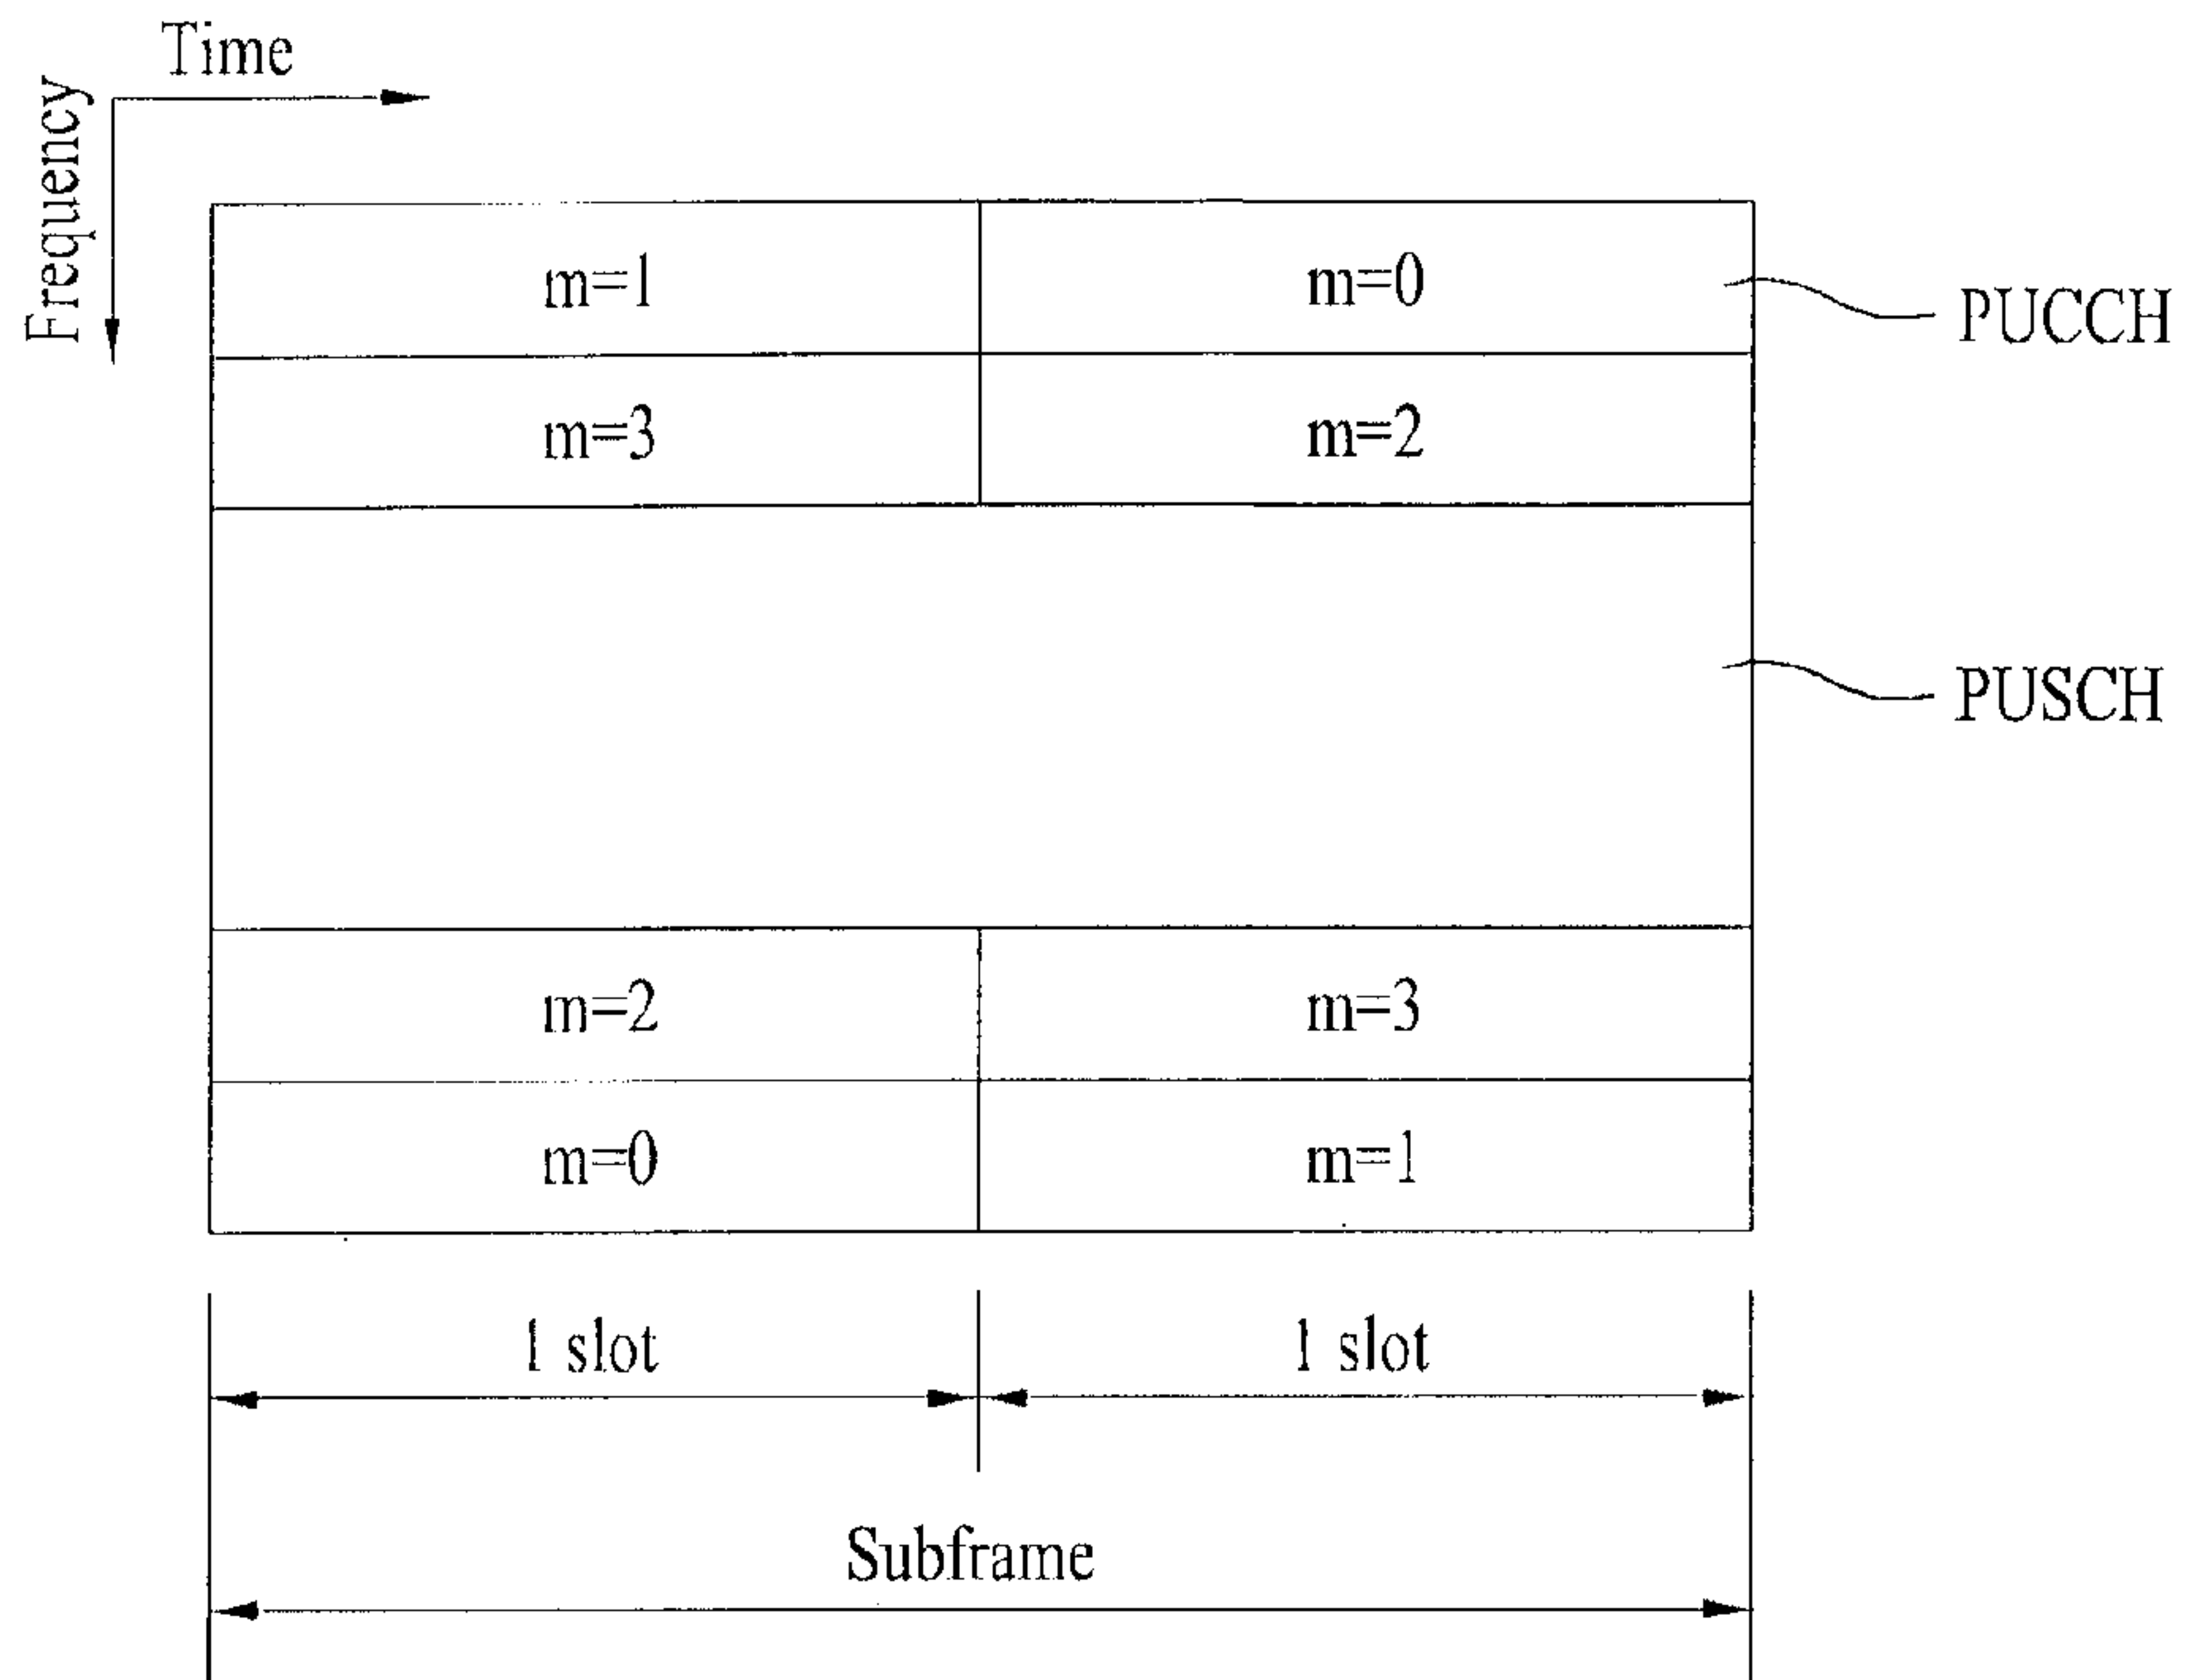 Time
Frequency
m=1 m=0
PUCCH
m=3 m=2
PUSCH
m=2 m=3
m=0 m=1
1 slot 1 slot
Subframe